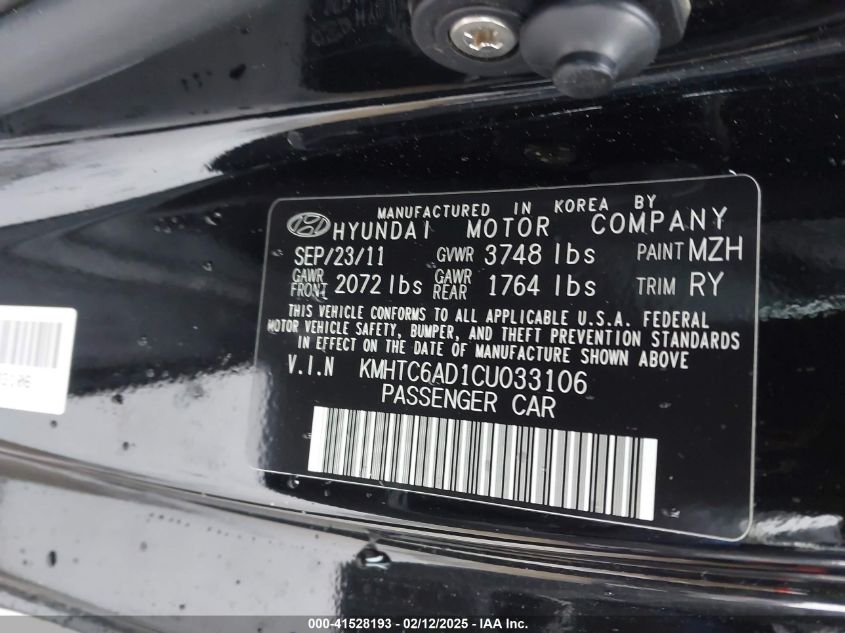 MANUFACTURED IN KOREA BY
HYUNDAI MOTOR COMPANY
SEP/23/11 GVWR 3748 lbs PAINT MZH
GAWR FRONT 2072 lbs GAWR REAR 1764 lbs TRIM RY
THIS VEHICLE CONFORMS TO ALL APPLICABLE U.S.A. FEDERAL
MOTOR VEHICLE SAFETY, BUMPER, AND THEFT PREVENTION STANDARDS
IN EFFECT ON THE DATE OF MANUFACTURE SHOWN ABOVE
V.I.N KMHTC6AD1CU033106
PASSENGER CAR
000-41528193 - 02/12/2025 - IAAI Inc.